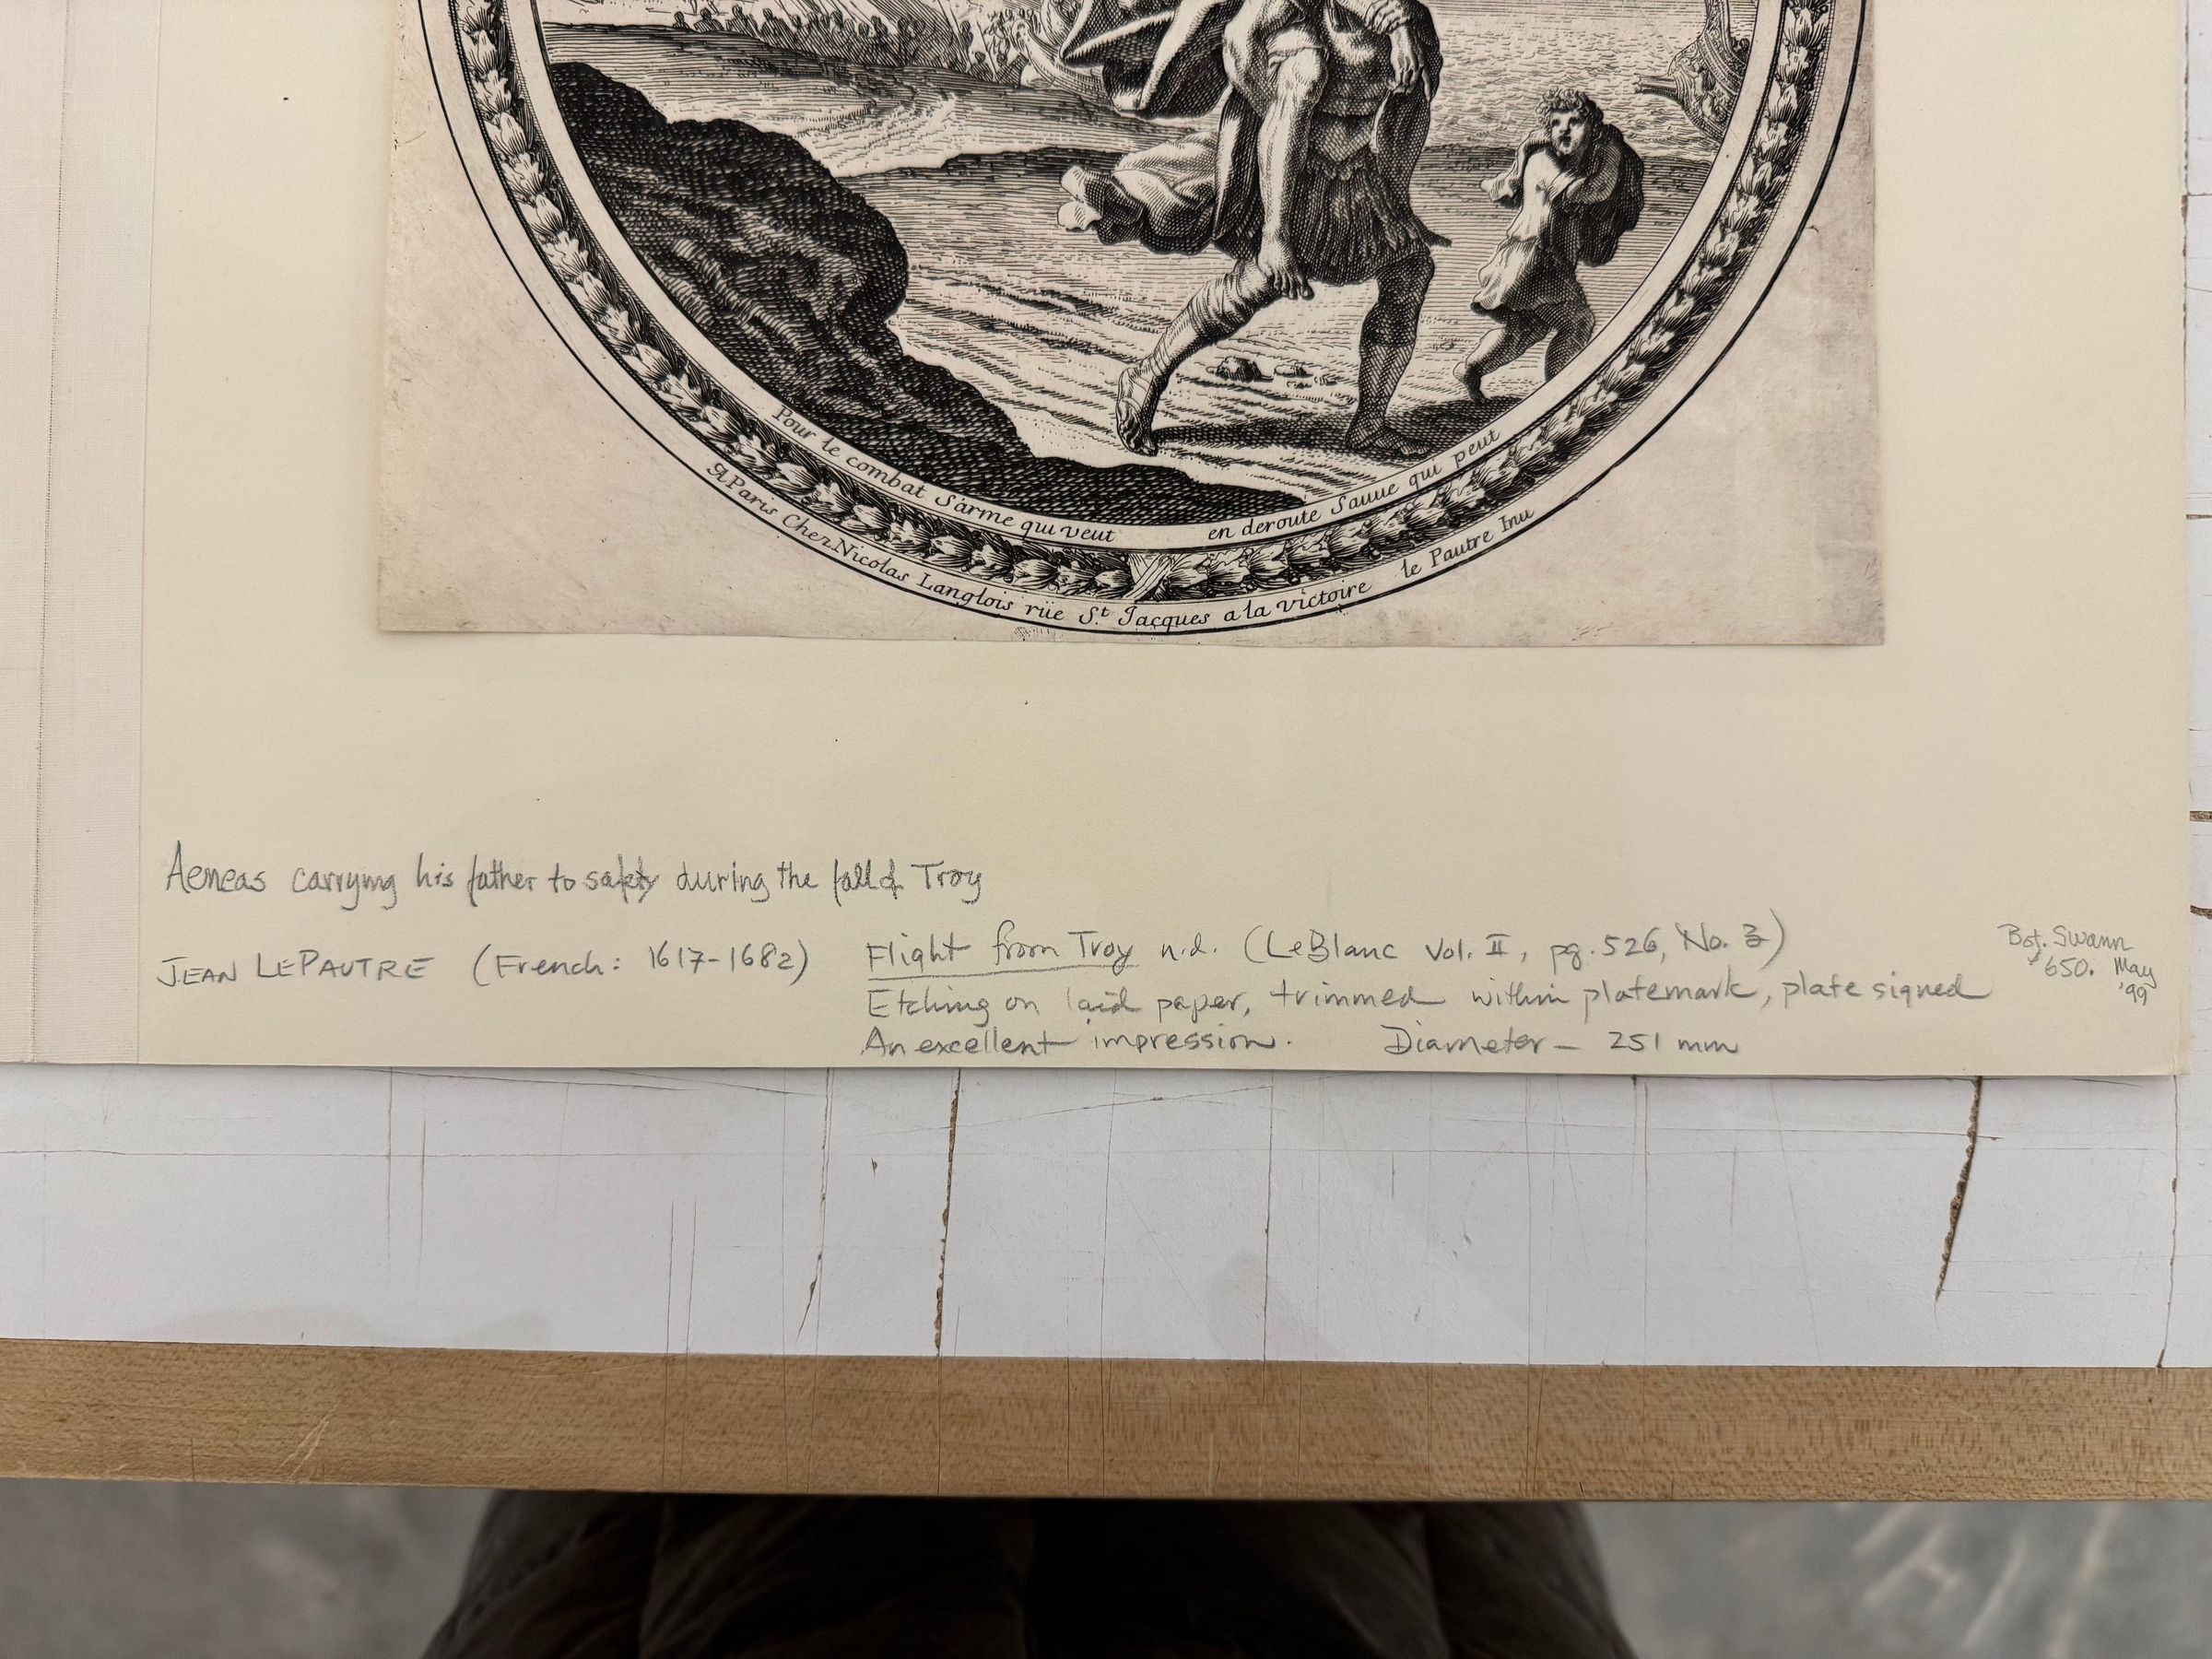 Pour le combat S'arme qui veut en deroute Sauue qui peut
A Paris Chez Nicolas Langlois rüe S.t Jacques a la victoire le Pautre Inu
Aeneas carrying his father to safety during the fall of Troy
JEAN LEPAUTRE (French: 1617-1682) Flight from Troy n.d. (LeBlanc Vol. II, pg. 526, No. 3)
Etching on laid paper, trimmed within platemark, plate signed
An excellent impression. Diameter - 251 mm
Swann
650. May
'99